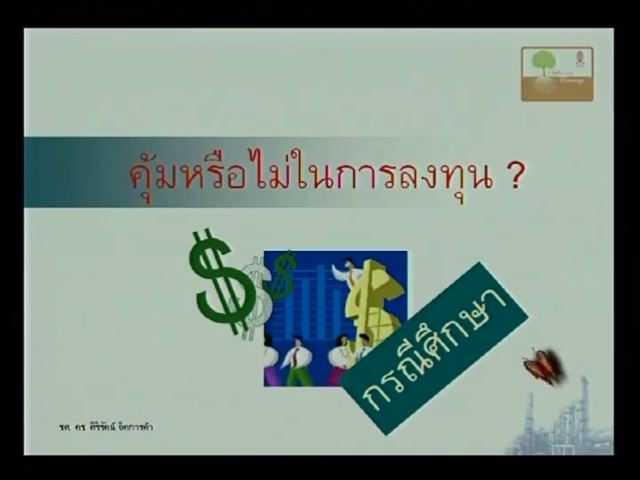 คุ้มหรือไม่ในการลงทุน ?
กรณีศึกษา
รศ. ดร. ศิริรัตน์ จิตการค้า